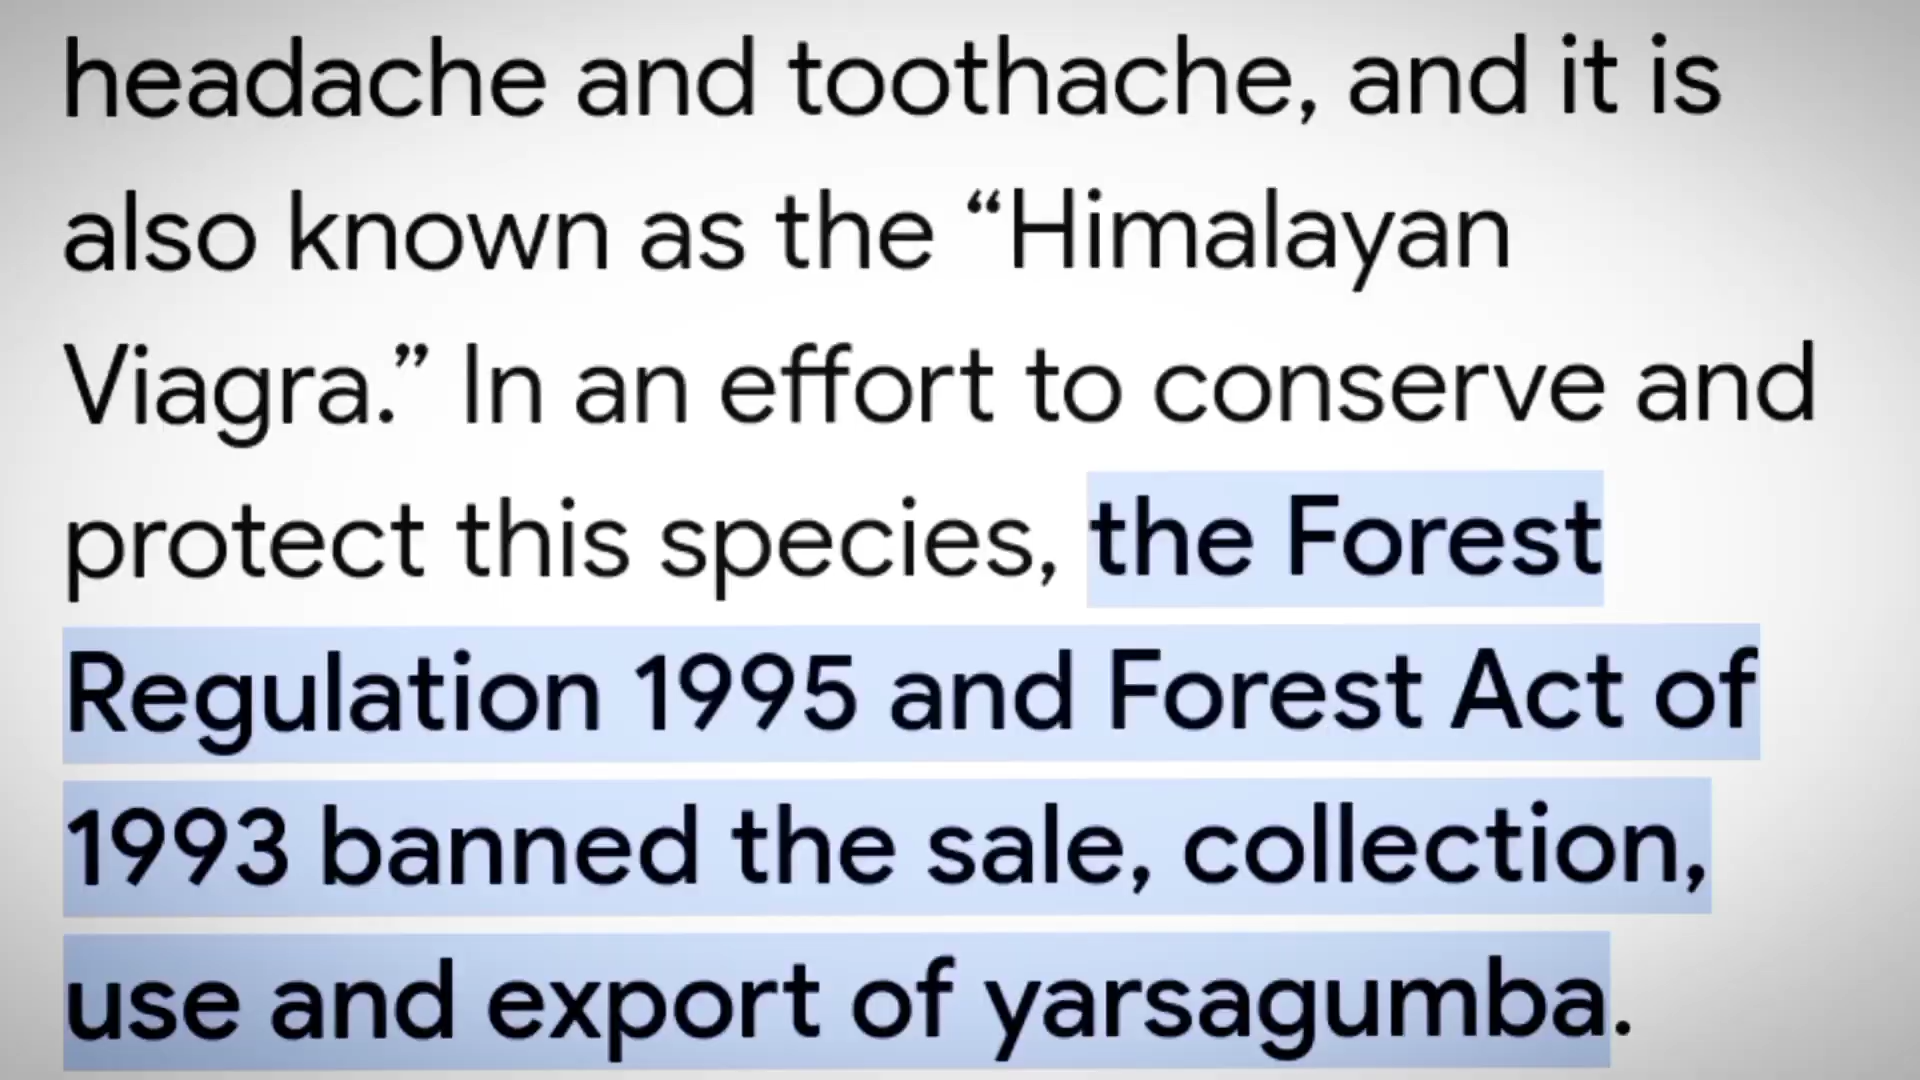 headache and toothache, and it is
also known as the “Himalayan
Viagra.” In an effort to conserve and
protect this species, the Forest
Regulation 1995 and Forest Act of
1993 banned the sale, collection,
use and export of yarsagumba.